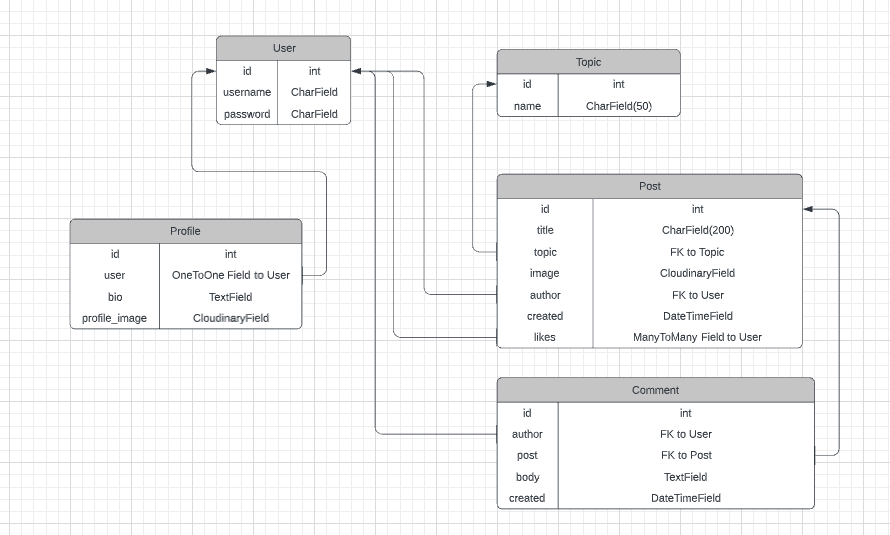 User
id int
username CharField
password CharField
Topic
id int
name CharField(50)
Profile
id int
user OneToOne Field to User
bio TextField
profile_image CloudinaryField
Post
id int
title CharField(200)
topic FK to Topic
image CloudinaryField
author FK to User
created DateTimeField
likes ManyToMany Field to User
Comment
id int
author FK to User
post FK to Post
body TextField
created DateTimeField